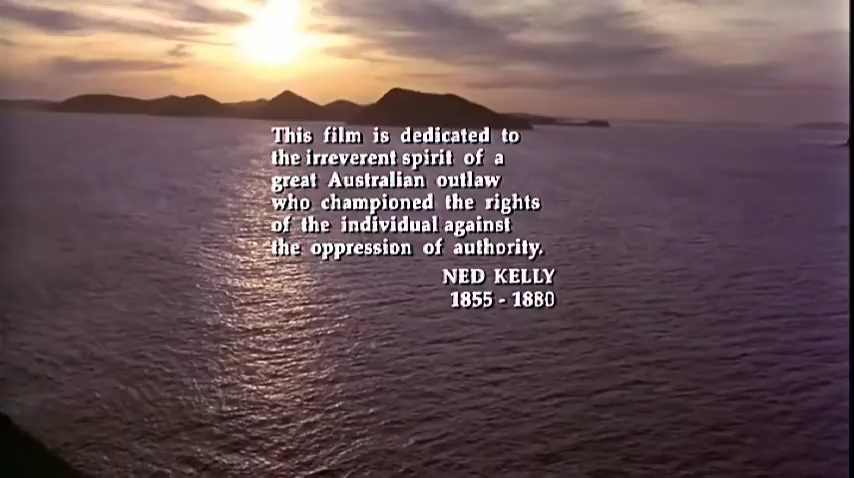 This film is dedicated to
the irreverent spirit of a
great Australian outlaw
who championed the rights
of the individual against
the oppression of authority.
NED KELLY
1855 - 1880